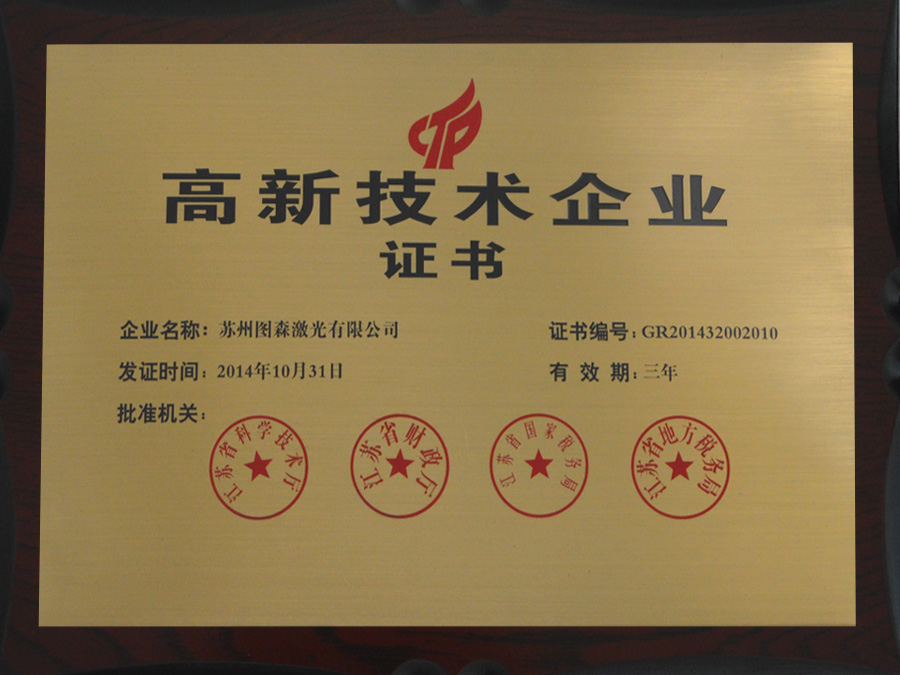 CTP
高新技术企业
证书
企业名称：苏州图森激光有限公司
证书编号：GR201432002010
发证时间：2014年10月31日
有效期：三年
批准机关：
江苏省科学技术厅
江苏省财政厅
江苏省国家税务局
江苏省地方税务局